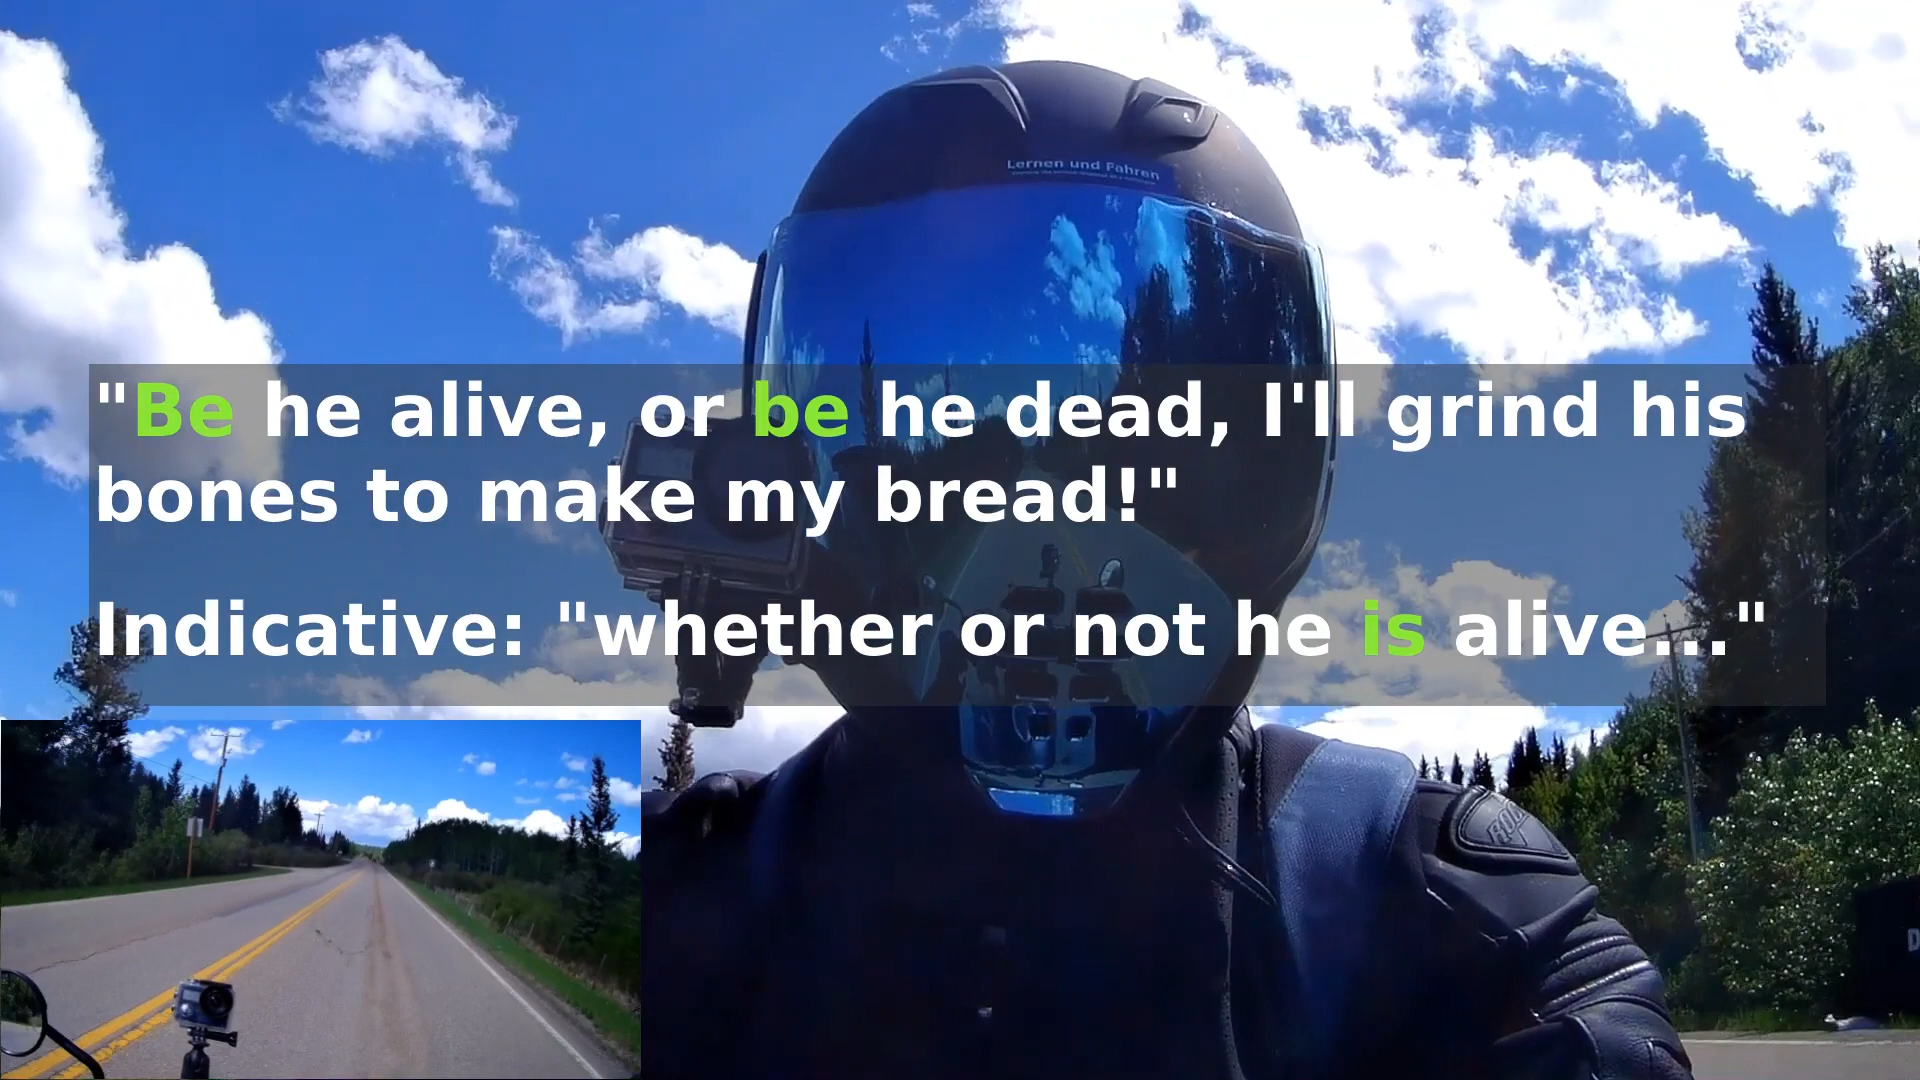 Lernen und Fahren
"Be he alive, or be he dead, I'll grind his
bones to make my bread!"
Indicative: "whether or not he is alive..."